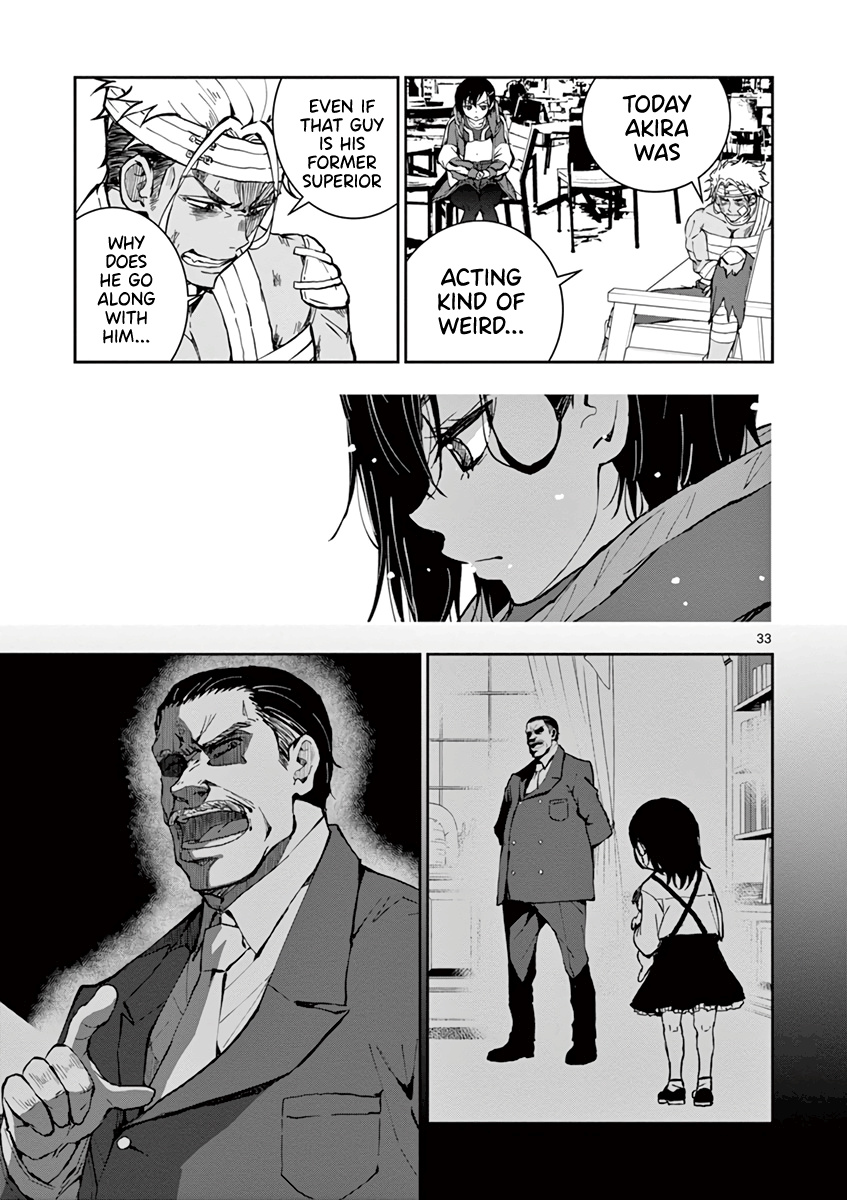 TODAY
AKIRA
WAS
ACTING
KIND OF
WEIRD...
EVEN IF
THAT GUY
IS HIS
FORMER
SUPERIOR
WHY
DOES
HE GO
ALONG
WITH
HIM...
33